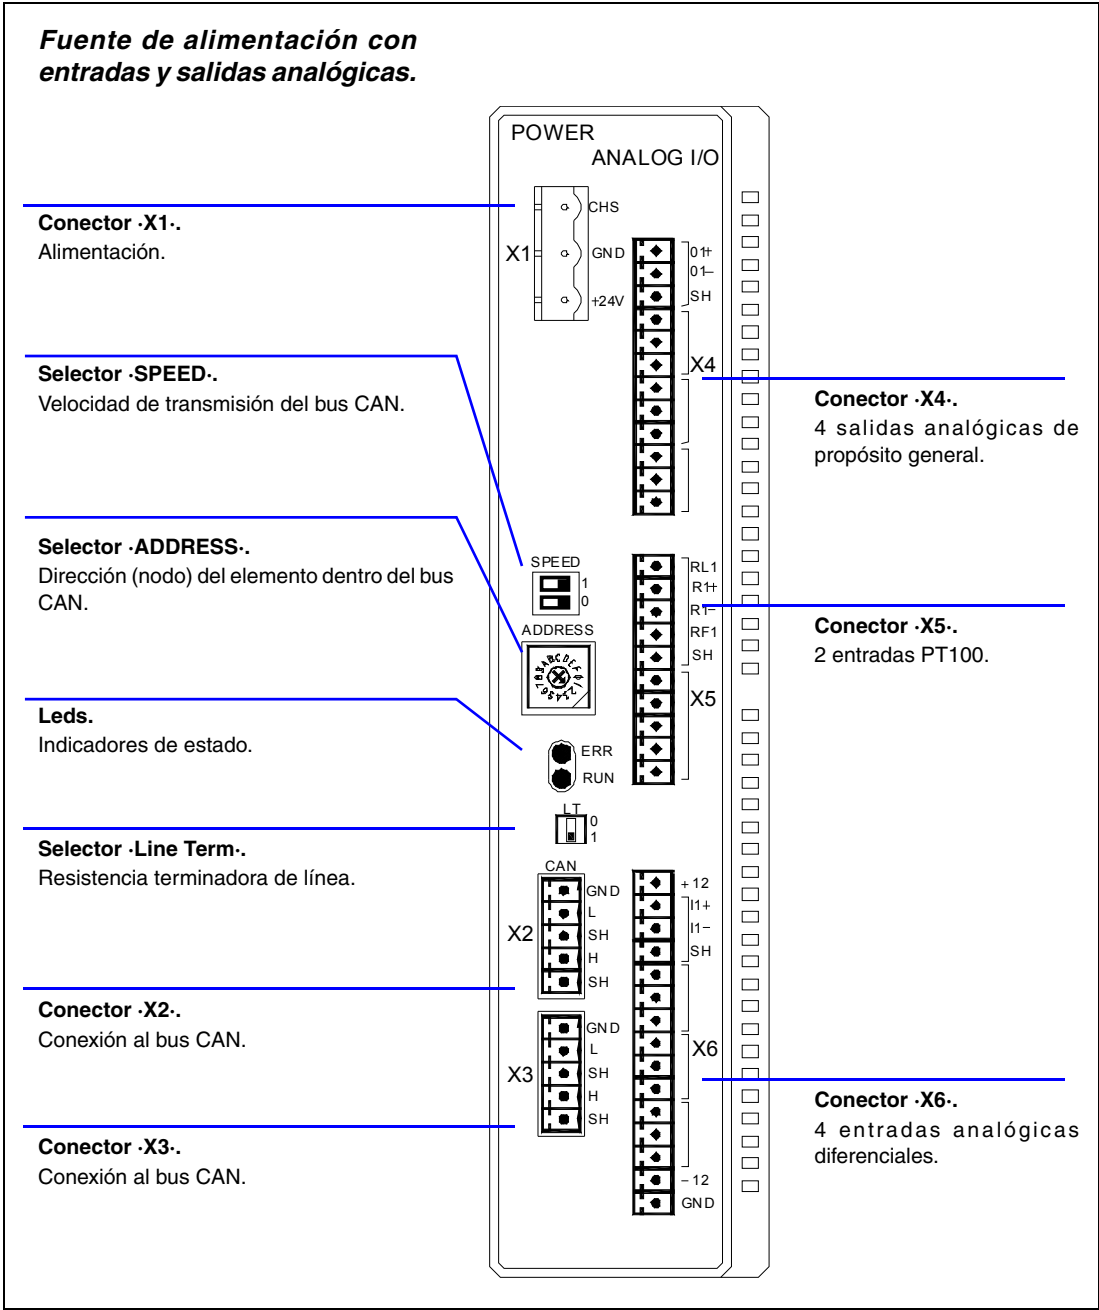 Fuente de alimentación con
entradas y salidas analógicas.
POWER
ANALOG I/O
Conector ·X1·.
Alimentación.
X1
CHS
GND
+24V
01+
01–
SH
X4
Selector ·SPEED·.
Velocidad de transmisión del bus CAN.
Conector ·X4·.
4 salidas analógicas de
propósito general.
Selector ·ADDRESS·.
Dirección (nodo) del elemento dentro del bus
CAN.
SPEED
1
0
ADDRESS
RL1
R1+
R1–
RF1
SH
X5
Conector ·X5·.
2 entradas PT100.
Leds.
Indicadores de estado.
ERR
RUN
LT
0
1
Selector ·Line Term·.
Resistencia terminadora de línea.
CAN
X2
GND
L
SH
H
SH
+12
I1+
I1–
SH
X6
Conector ·X2·.
Conexión al bus CAN.
X3
GND
L
SH
H
SH
Conector ·X6·.
4 entradas analógicas
diferenciales.
Conector ·X3·.
Conexión al bus CAN.
–12
GND